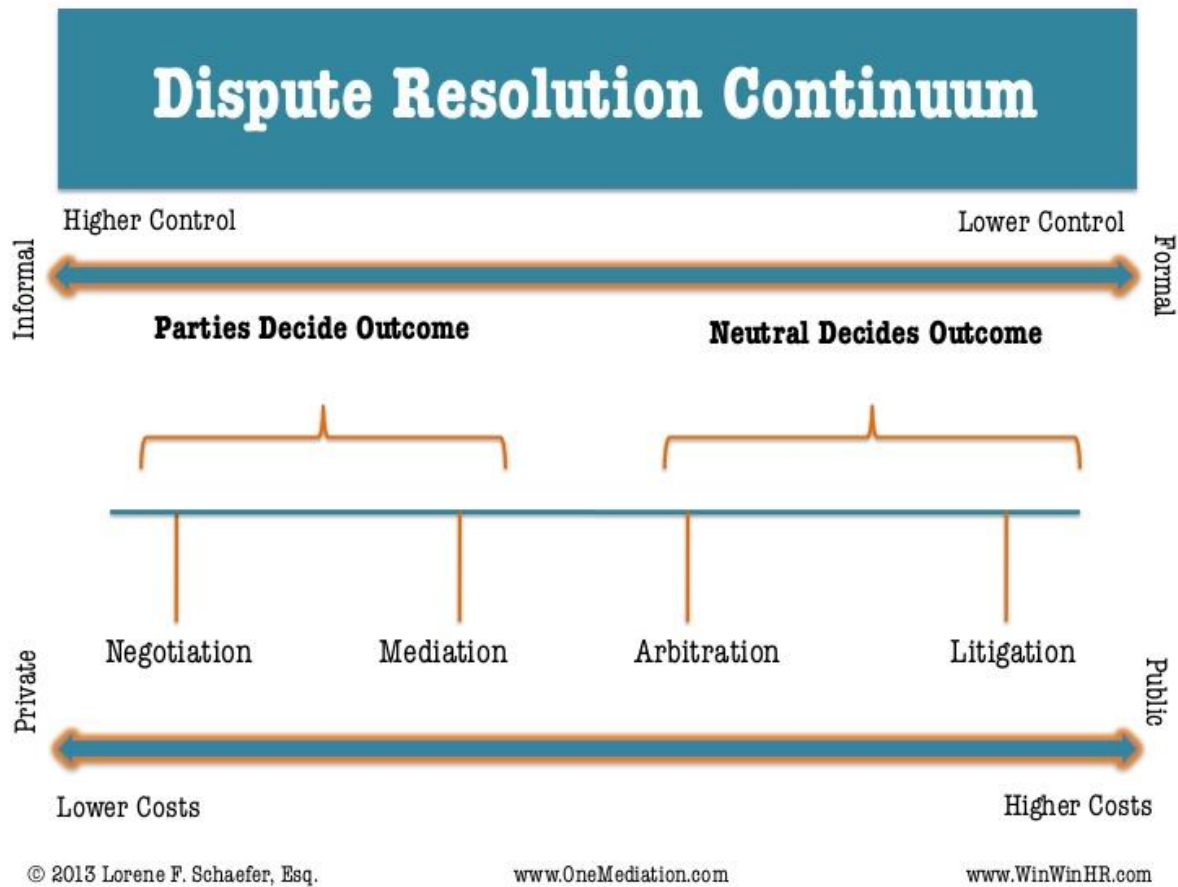 Dispute Resolution Continuum
Higher Control
Lower Control
Informal
Formal
Parties Decide Outcome
Neutral Decides Outcome
Negotiation
Mediation
Arbitration
Litigation
Private
Public
Lower Costs
Higher Costs
© 2013 Lorene F. Schaefer, Esq.
www.OneMediation.com
www.WinWinHR.com